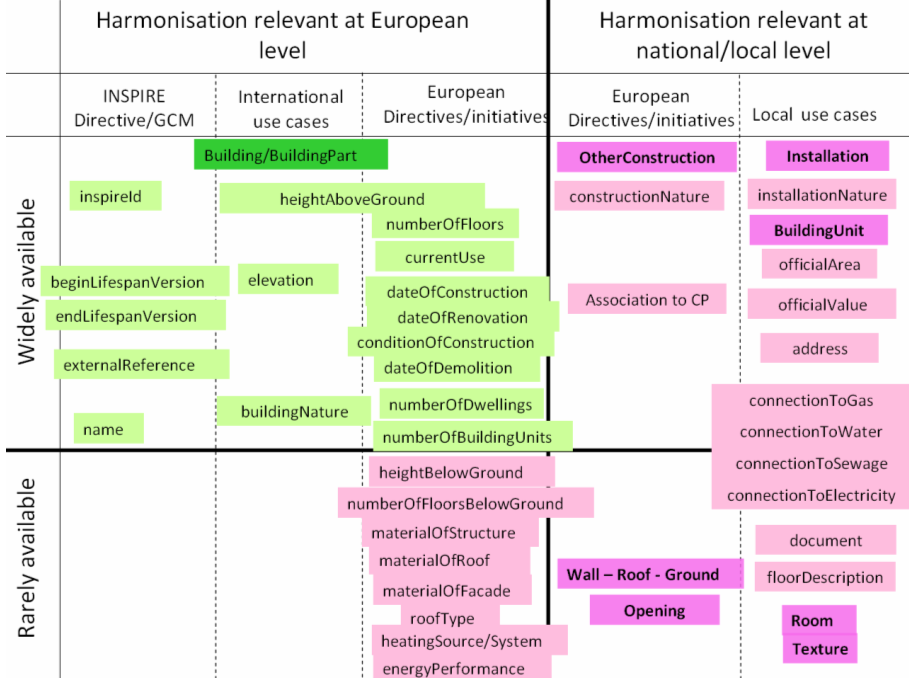 Harmonisation relevant at European
level
Harmonisation relevant at
national/local level
INSPIRE
Directive/GCM
International
use cases
European
Directives/initiatives
European
Directives/initiatives
Local use cases
Widely available
Building/BuildingPart
OtherConstruction
Installation
inspireId
heightAboveGround
constructionNature
installationNature
numberOfFloors
BuildingUnit
currentUse
officialArea
beginLifespanVersion
elevation
dateOfConstruction
Association to CP
officialValue
endLifespanVersion
dateOfRenovation
conditionOfConstruction
address
externalReference
dateOfDemolition
buildingNature
numberOfDwellings
connectionToGas
name
numberOfBuildingUnits
connectionToWater
Rarely available
heightBelowGround
connectionToSewage
numberOfFloorsBelowGround
connectionToElectricity
materialOfStructure
document
materialOfRoof
Wall – Roof - Ground
floorDescription
materialOfFacade
Opening
roofType
Room
heatingSource/System
Texture
energyPerformance